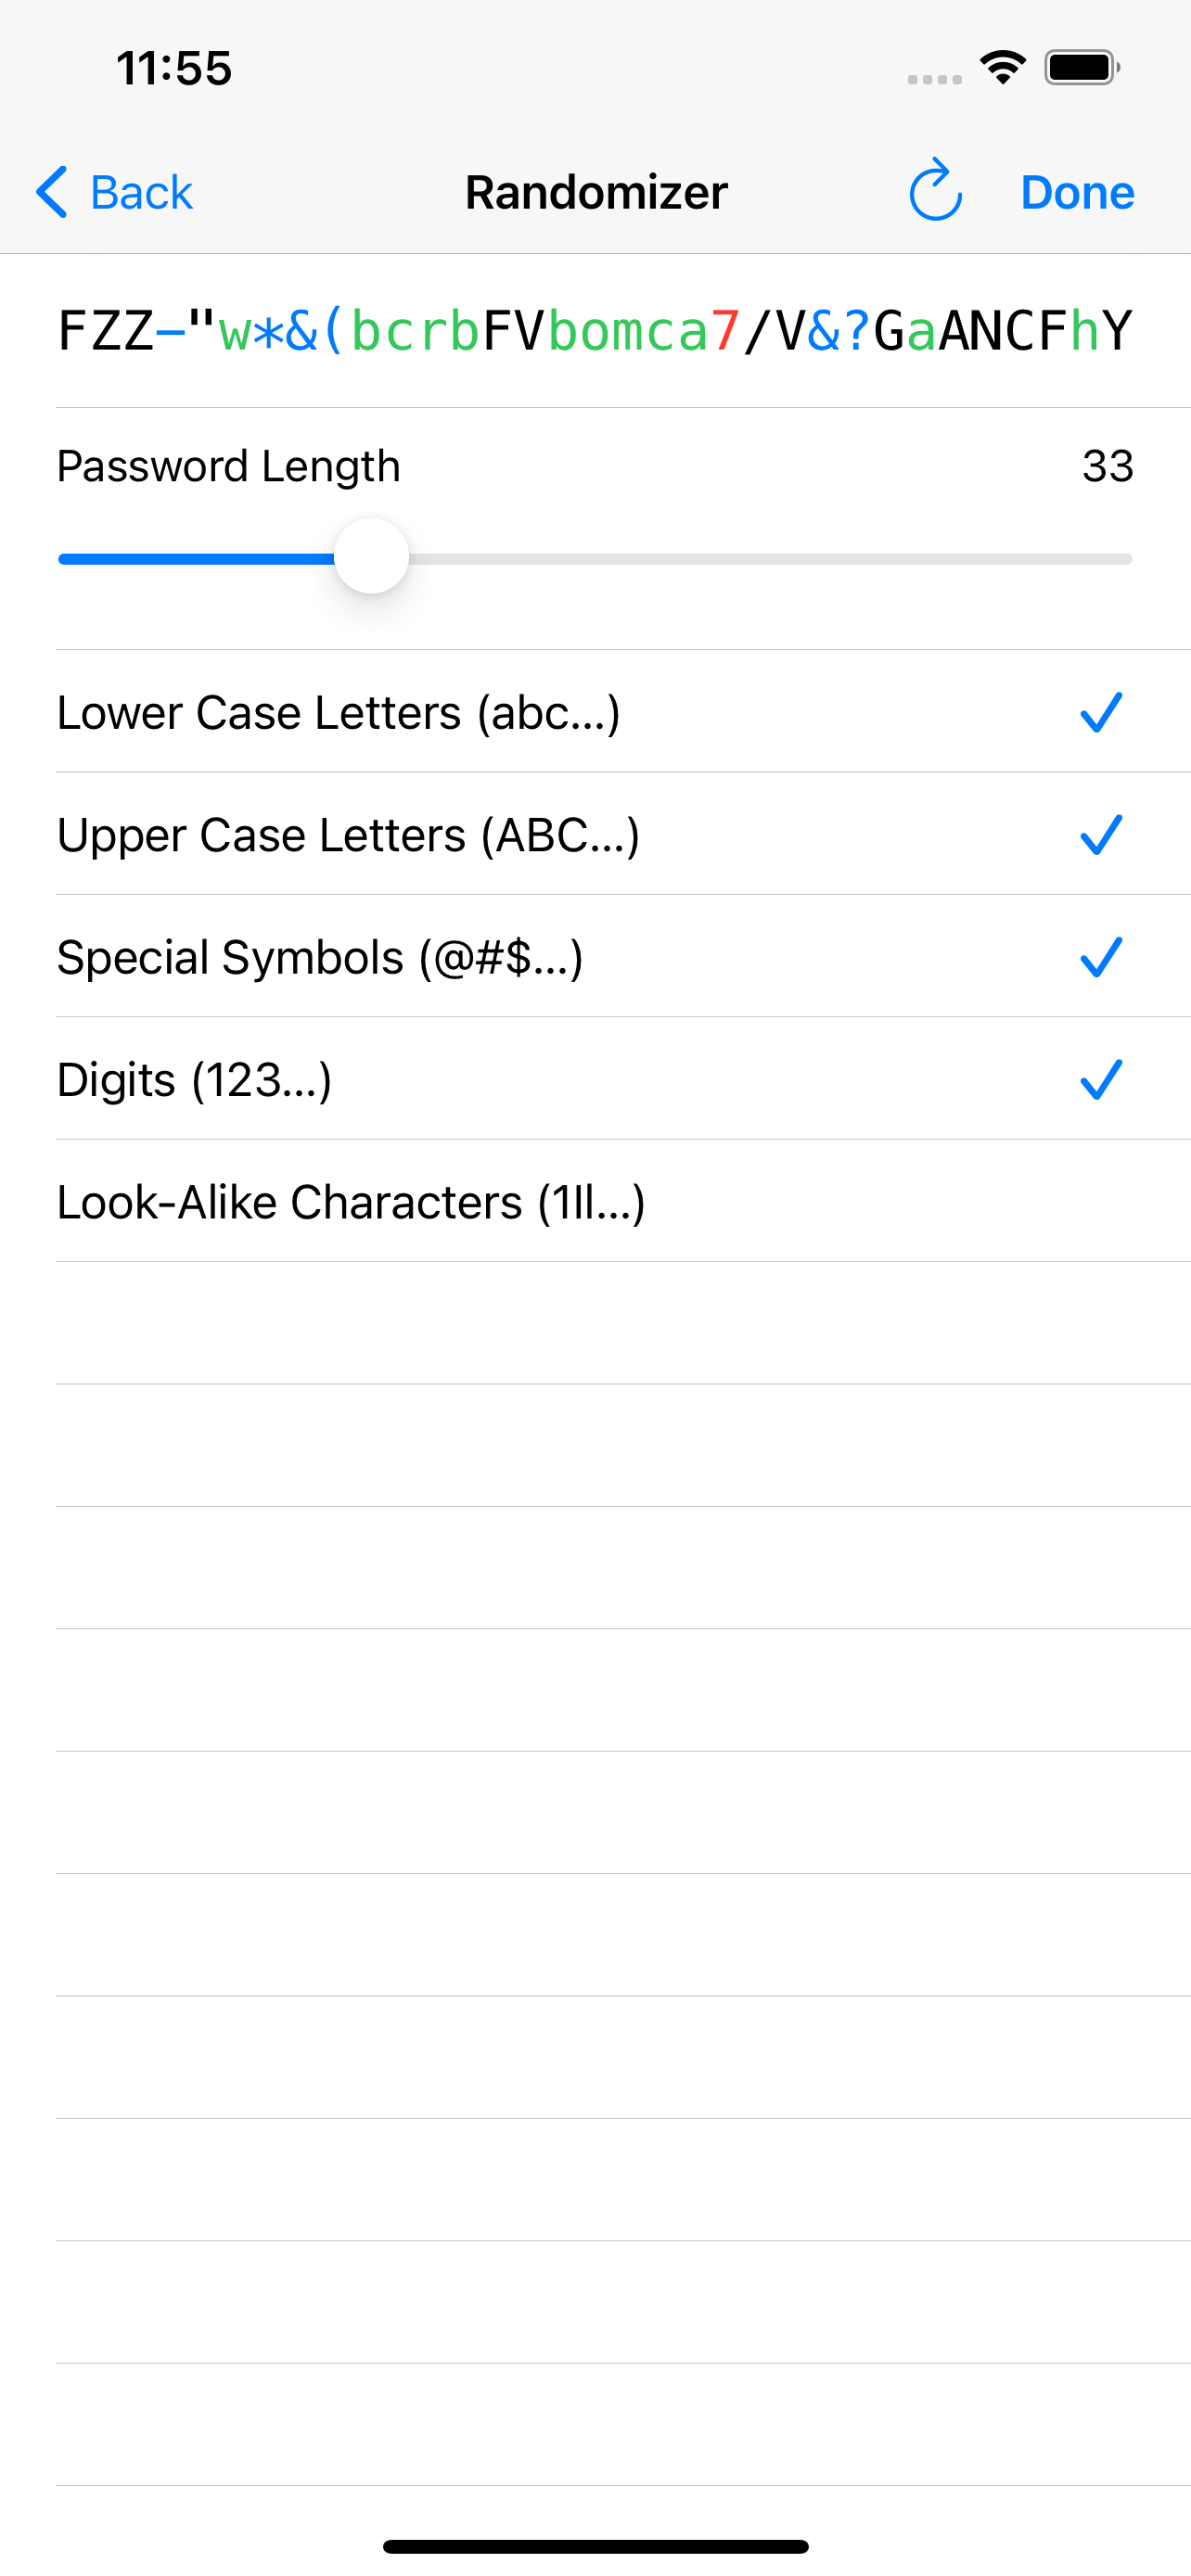 11:55
Back Randomizer Done
FZZ-"w*&(bcrbFVbomca7/V&?GaANCFhY
Password Length 33
Lower Case Letters (abc...)
Upper Case Letters (ABC...)
Special Symbols (@#$...)
Digits (123...)
Look-Alike Characters (1Il...)